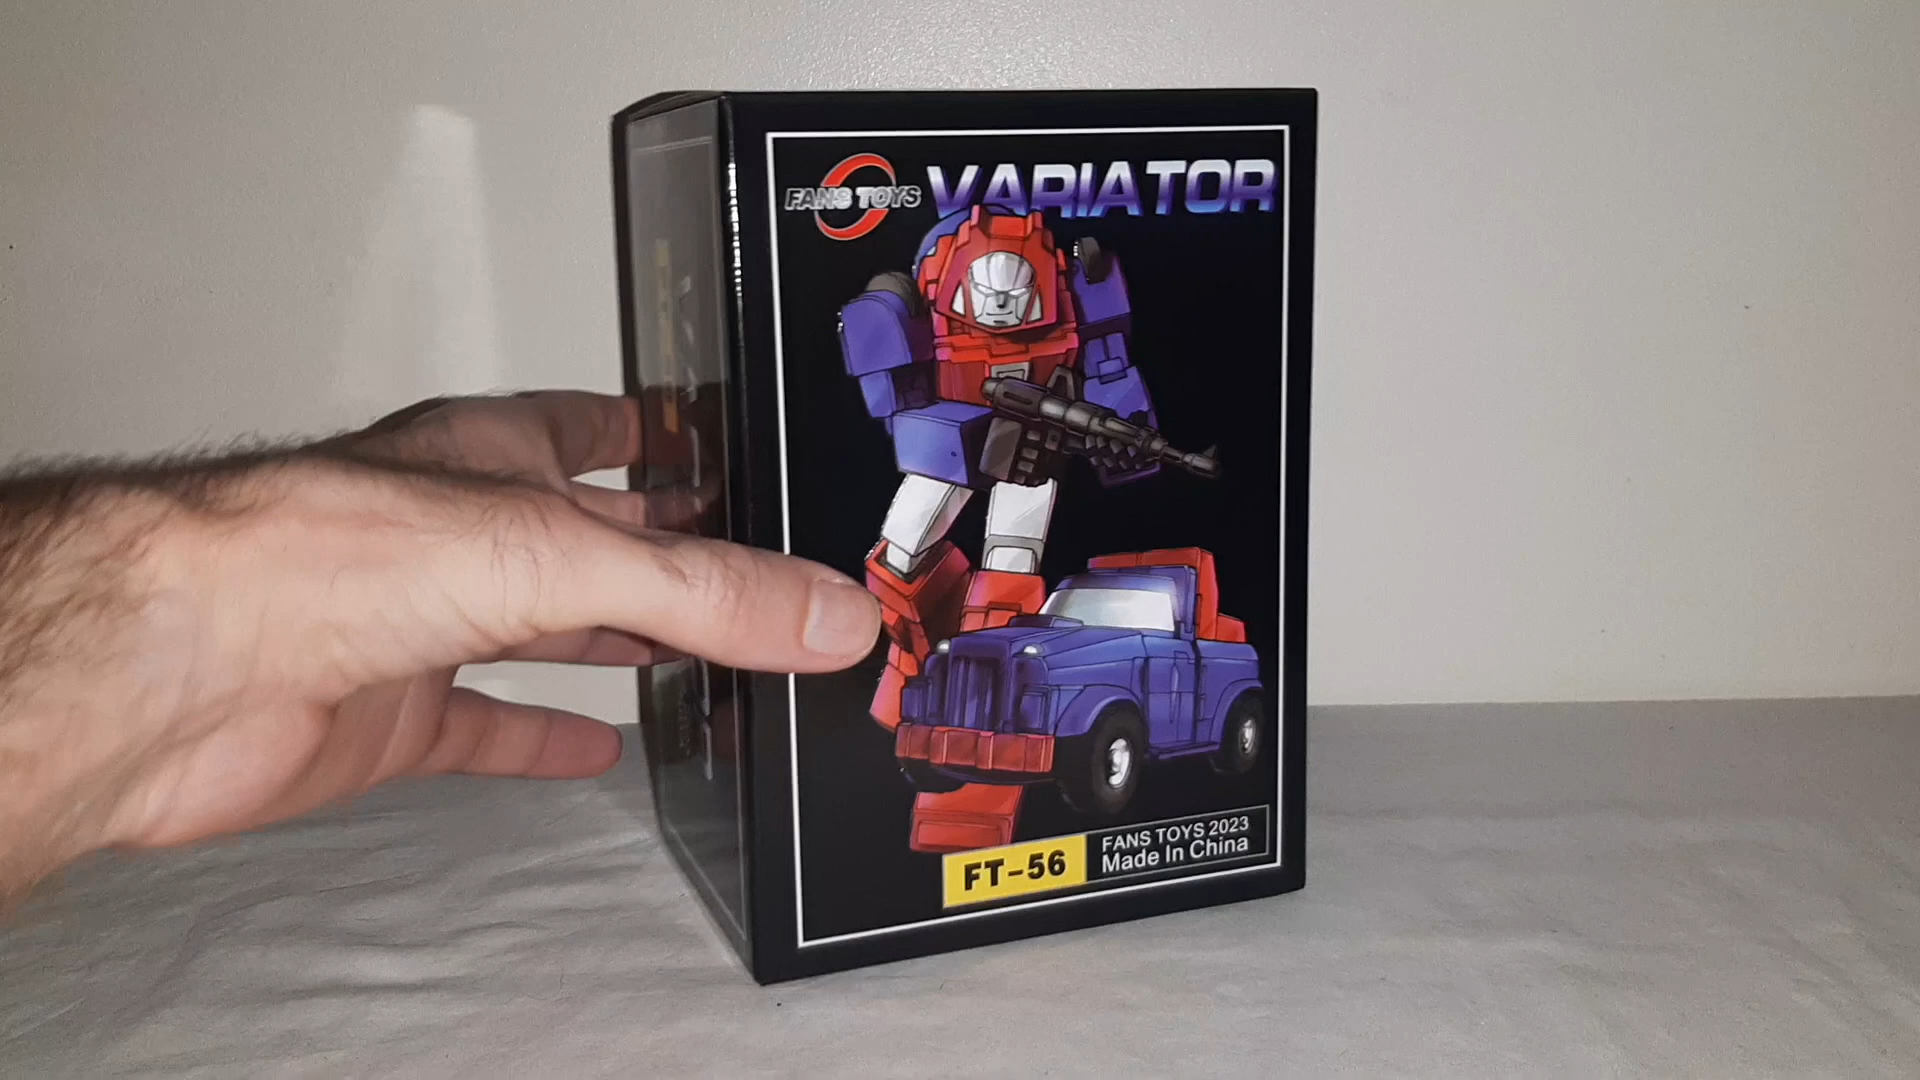 FANS TOYS
VARIATOR
FT-56
FANS TOYS 2023
Made In China